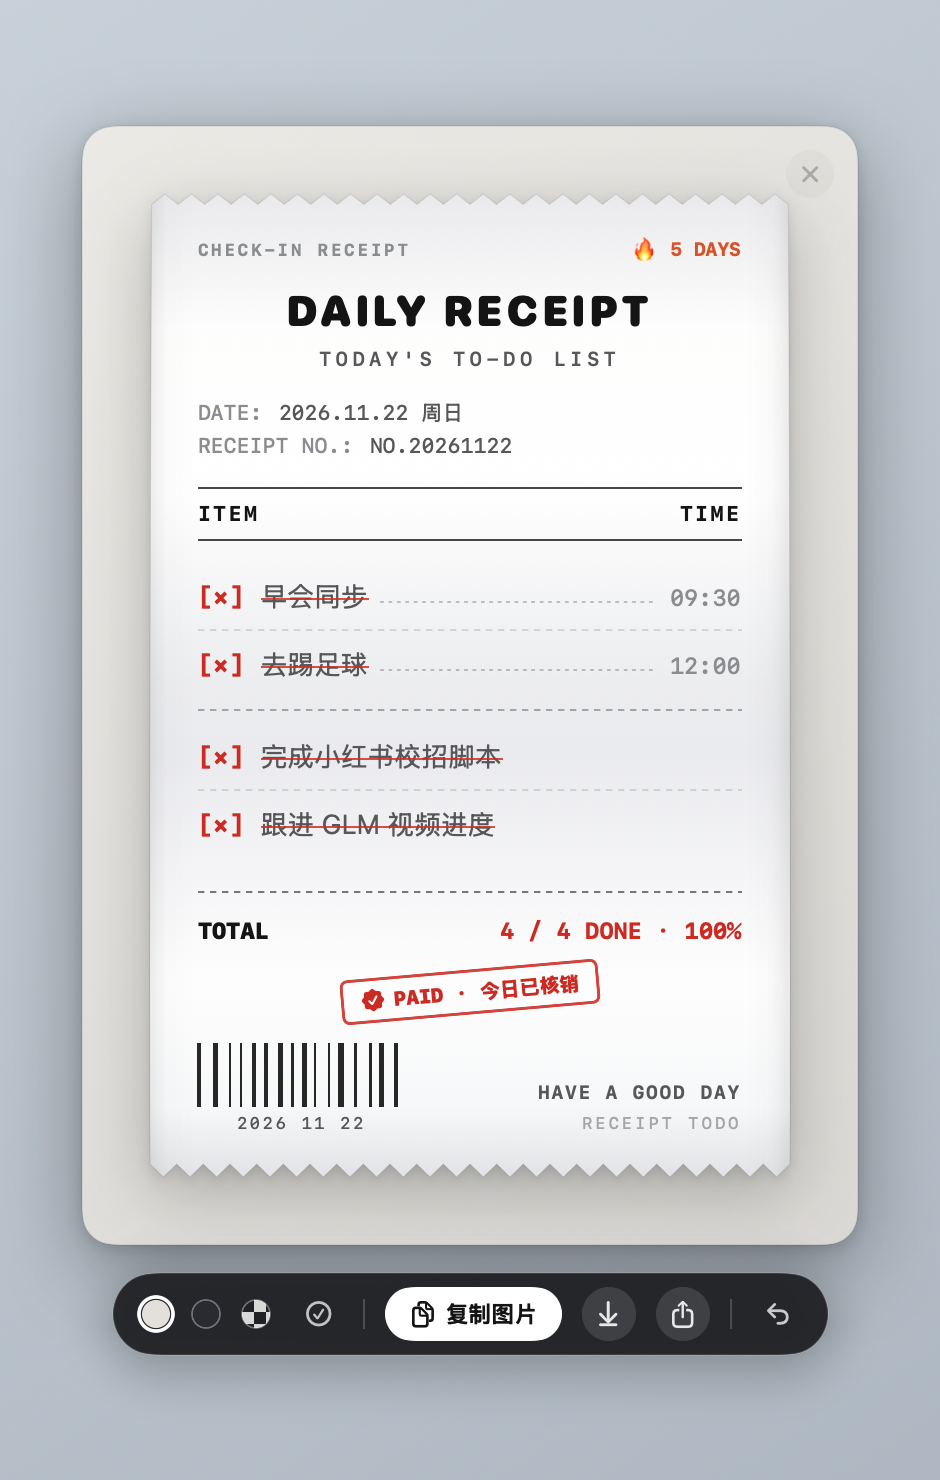 CHECK-IN RECEIPT 🔥 5 DAYS
DAILY RECEIPT
TODAY'S TO-DO LIST
DATE: 2026.11.22 周日
RECEIPT NO.: NO.20261122
ITEM TIME
[×] 早会同步 09:30
[×] 去踢足球 12:00
[×] 完成小红书校招脚本
[×] 跟进 GLM 视频进度
TOTAL 4 / 4 DONE · 100%
PAID · 今日已核销
HAVE A GOOD DAY
2026 11 22 RECEIPT TODO
复制图片